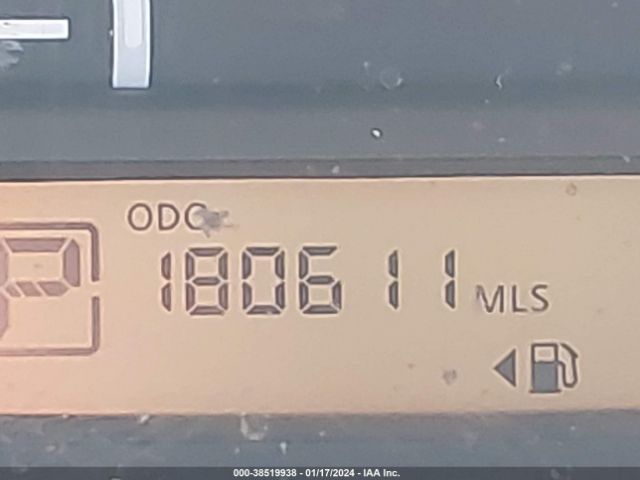 ODO
P 180611 MLS
000-38519938 - 01/17/2024 - IAA Inc.